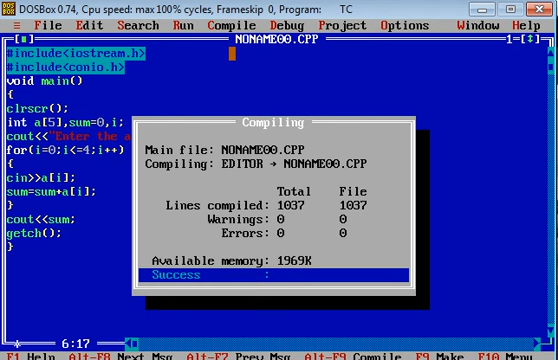 DOSBox 0.74, Cpu speed: max 100% cycles, Frameskip 0, Program: TC
≡ File Edit Search Run Compile Debug Project Options Window Help
[■] NONAME00.CPP 1=[↕]
#include<iostream.h>
#include<conio.h>
void main()
{
clrscr();
int a[5],sum=0,i;
cout<<"Enter the a
for(i=0;i<=4;i++)
{
cin>>a[i];
sum=sum+a[i];
}
cout<<sum;
getch();
}
Compiling
Main file: NONAME00.CPP
Compiling: EDITOR → NONAME00.CPP
Total File
Lines compiled: 1037 1037
Warnings: 0 0
Errors: 0 0
Available memory: 1969K
Success :
6:17
F1 Help Alt-F8 Next Msg Alt-F7 Prev Msg Alt-F9 Compile F9 Make F10 Menu